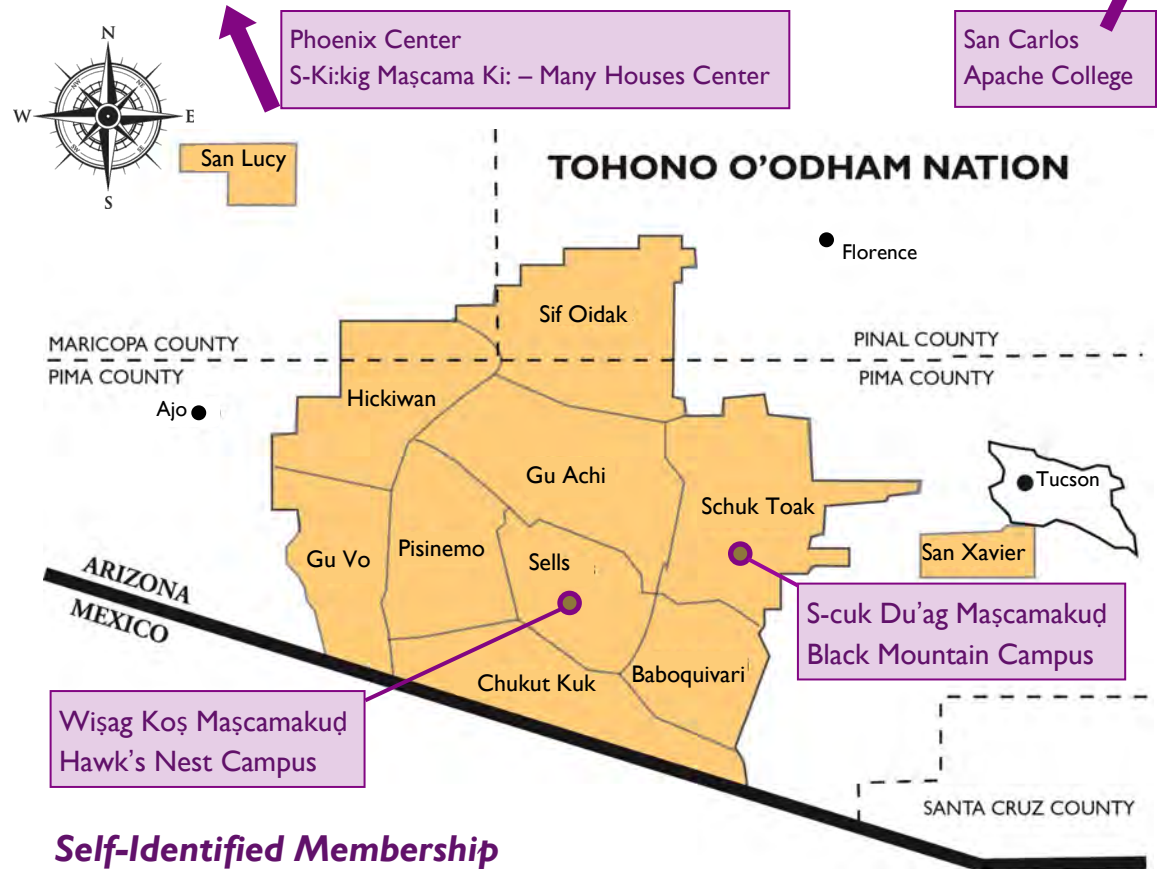 Phoenix Center
S-Ki:kig Maṣcama Ki: – Many Houses Center
San Carlos
Apache College
N
W
E
S
San Lucy
TOHONO O’ODHAM NATION
Florence
Sif Oidak
MARICOPA COUNTY
PINAL COUNTY
PIMA COUNTY
PIMA COUNTY
Hickiwan
Ajo
Gu Achi
Tucson
Schuk Toak
Pisinemo
San Xavier
Gu Vo
Sells
ARIZONA
MEXICO
S-cuk Du’ag Maṣcamakuḍ
Black Mountain Campus
Baboquivari
Chukut Kuk
Wiṣag Koṣ Maṣcamakuḍ
Hawk’s Nest Campus
SANTA CRUZ COUNTY
Self-Identified Membership